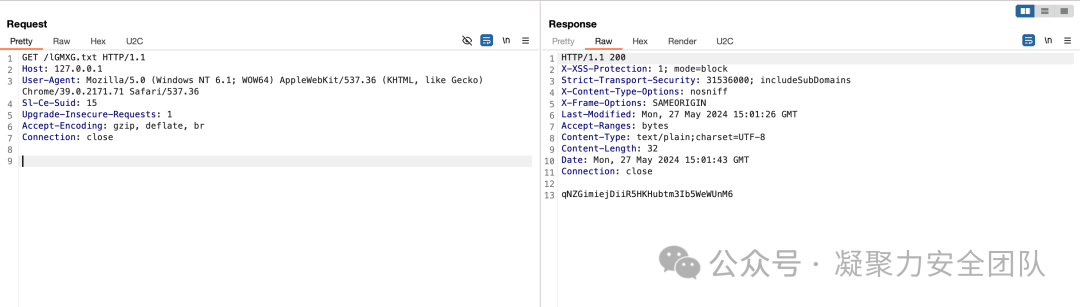 Request
Pretty Raw Hex U2C
\n
1 GET /lGMXG.txt HTTP/1.1
2 Host: 127.0.0.1
3 User-Agent: Mozilla/5.0 (Windows NT 6.1; WOW64) AppleWebKit/537.36 (KHTML, like Gecko)
Chrome/39.0.2171.71 Safari/537.36
4 Sl-Ce-Suid: 15
5 Upgrade-Insecure-Requests: 1
6 Accept-Encoding: gzip, deflate, br
7 Connection: close
8
9
Response
Pretty Raw Hex Render U2C
\n
1 HTTP/1.1 200
2 X-XSS-Protection: 1; mode=block
3 Strict-Transport-Security: 31536000; includeSubDomains
4 X-Content-Type-Options: nosniff
5 X-Frame-Options: SAMEORIGIN
6 Last-Modified: Mon, 27 May 2024 15:01:26 GMT
7 Accept-Ranges: bytes
8 Content-Type: text/plain;charset=UTF-8
9 Content-Length: 32
10 Date: Mon, 27 May 2024 15:01:43 GMT
11 Connection: close
12
13 qNZGimiejDiiR5HKHubtm3Ib5WeWUnM6
公众号 · 凝聚力安全团队